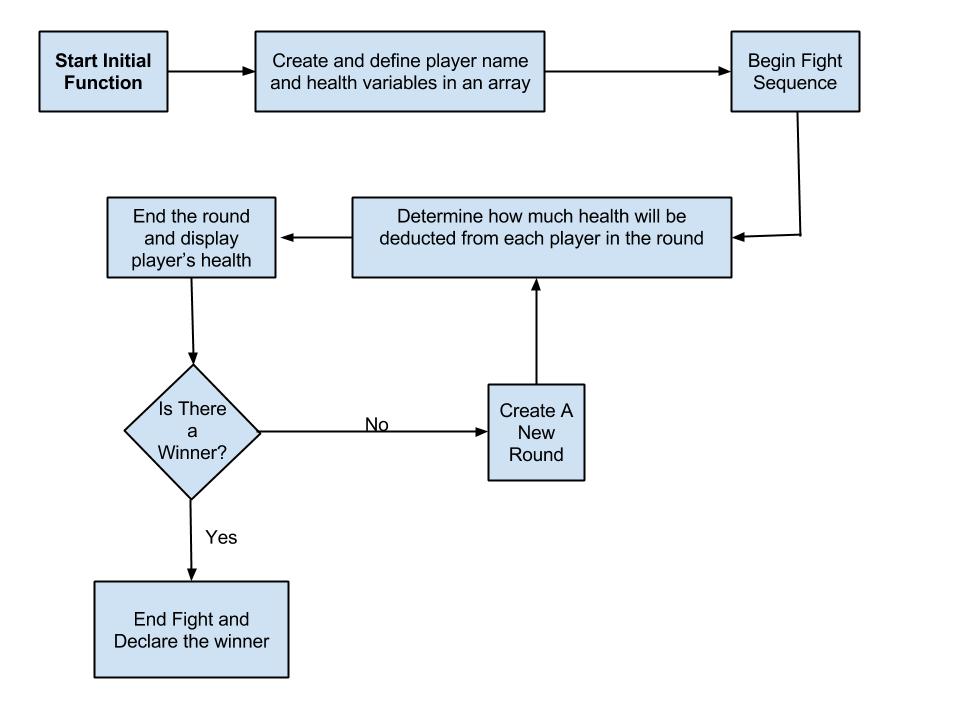 Start Initial
Function
Create and define player name
and health variables in an array
Begin Fight
Sequence
Determine how much health will be
deducted from each player in the round
End the round
and display
player's health
Is There
a
Winner?
No
Create A
New
Round
Yes
End Fight and
Declare the winner